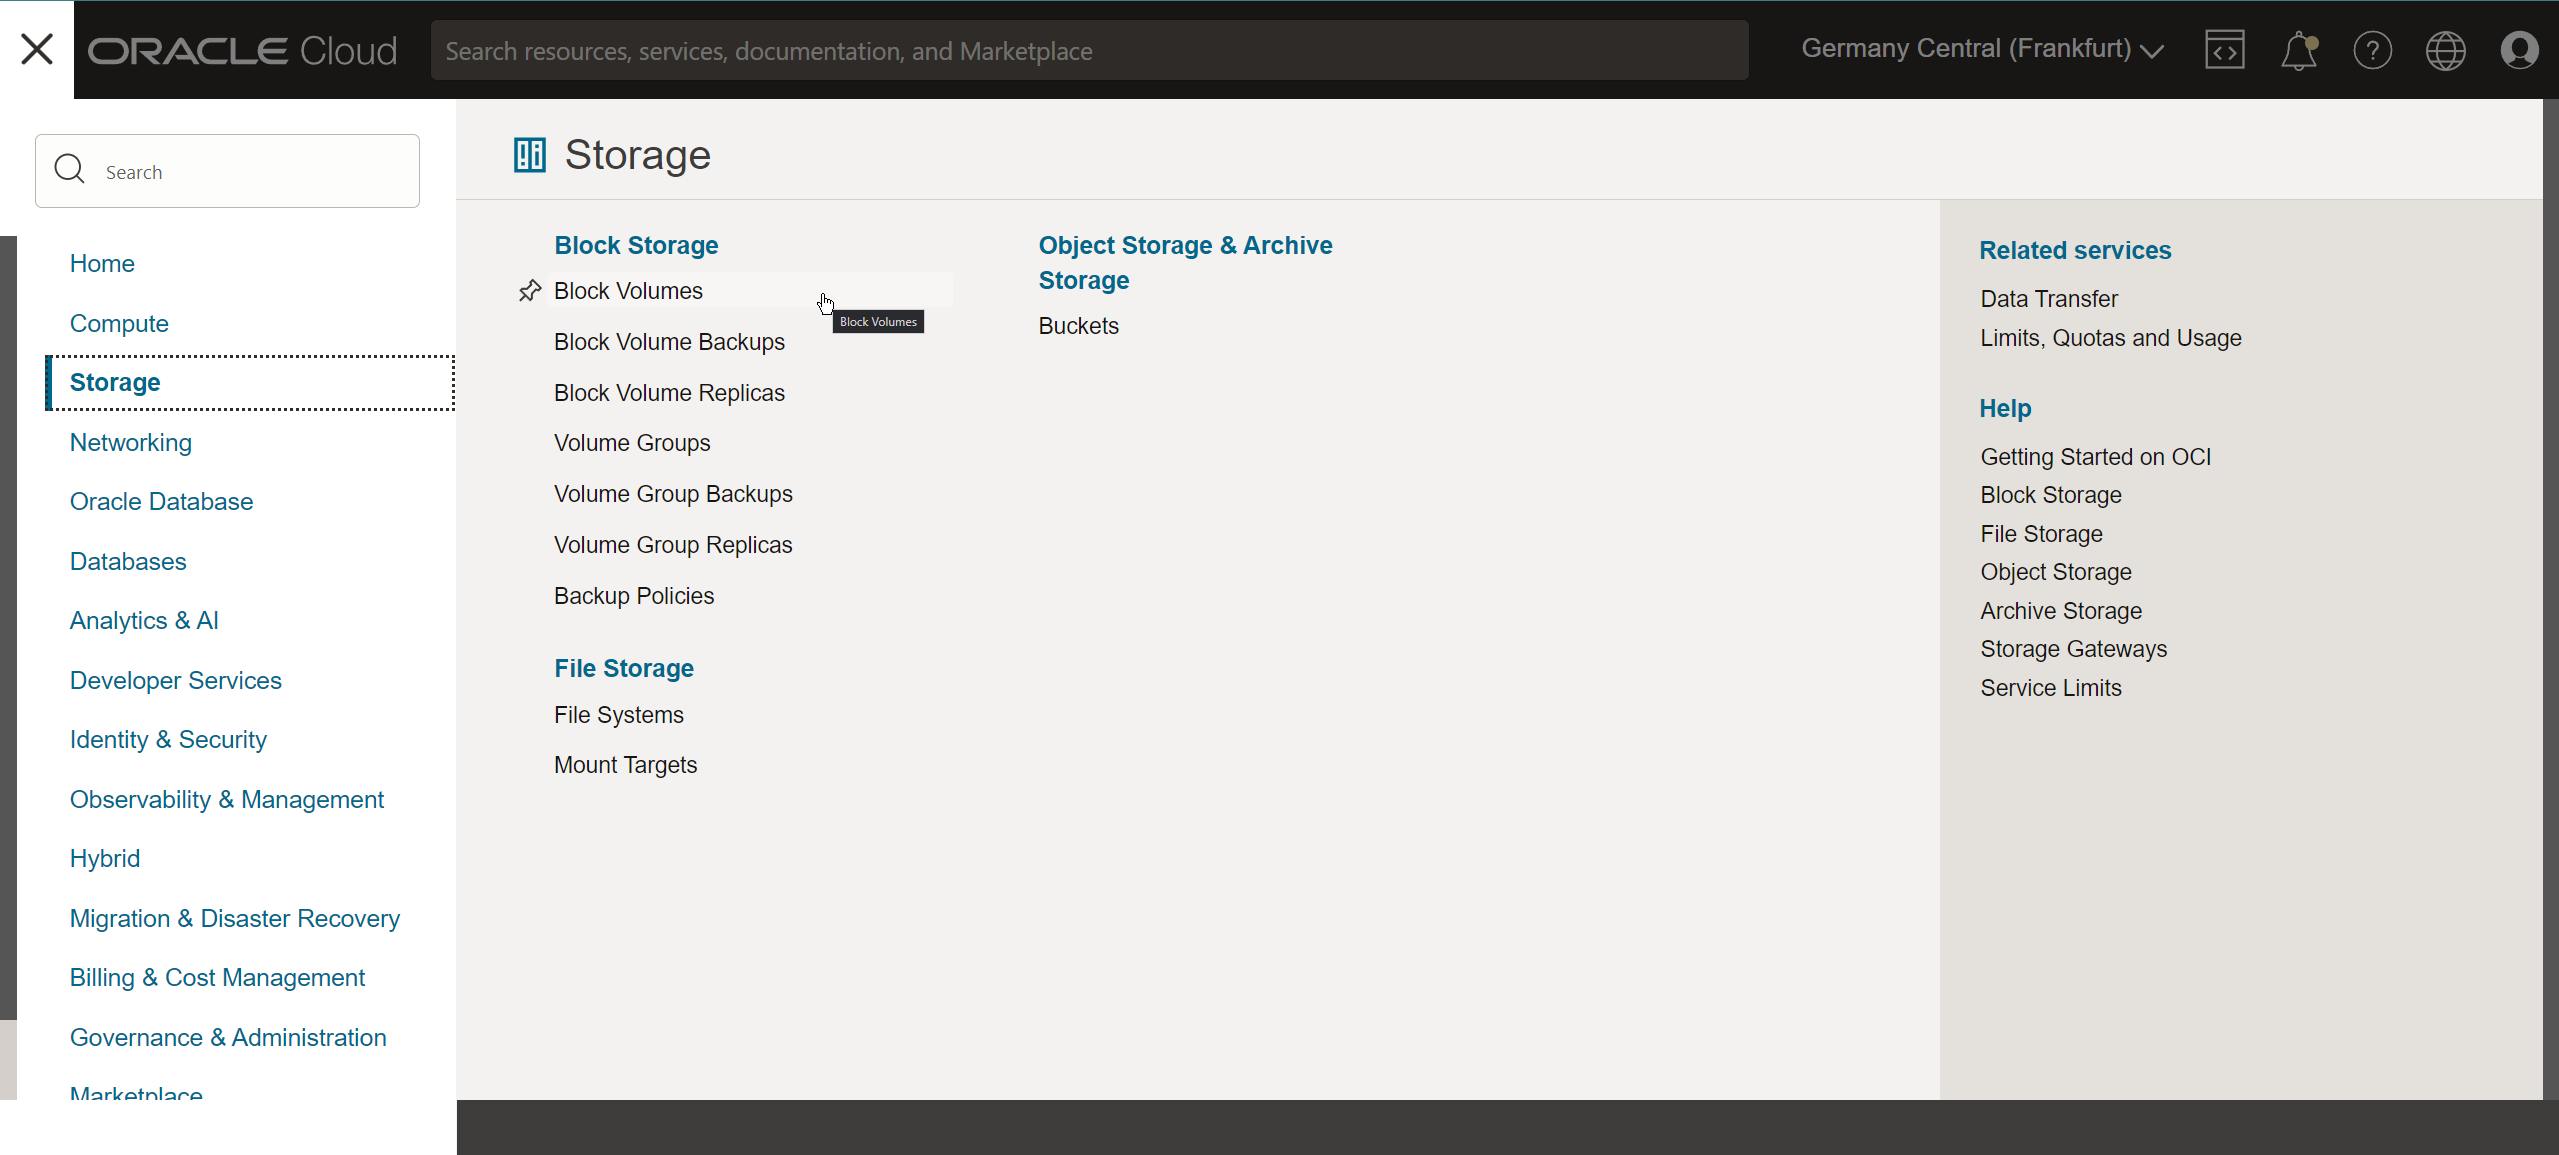 ORACLE Cloud
Search resources, services, documentation, and Marketplace
Germany Central (Frankfurt)
Search
Home
Compute
Storage
Networking
Oracle Database
Databases
Analytics & AI
Developer Services
Identity & Security
Observability & Management
Hybrid
Migration & Disaster Recovery
Billing & Cost Management
Governance & Administration
Marketplace
Storage
Block Storage
Block Volumes
Block Volumes
Block Volume Backups
Block Volume Replicas
Volume Groups
Volume Group Backups
Volume Group Replicas
Backup Policies
File Storage
File Systems
Mount Targets
Object Storage & Archive
Storage
Buckets
Related services
Data Transfer
Limits, Quotas and Usage
Help
Getting Started on OCI
Block Storage
File Storage
Object Storage
Archive Storage
Storage Gateways
Service Limits